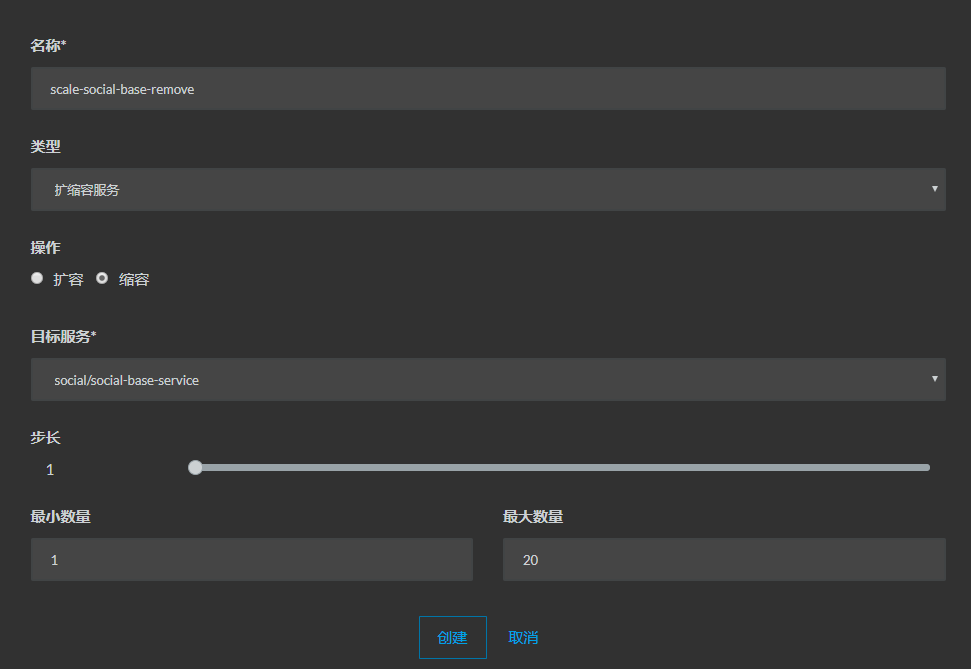 名称*
scale-social-base-remove
类型
扩缩容服务
操作
扩容 缩容
目标服务*
social/social-base-service
步长
1
最小数量 最大数量
1 20
创建 取消